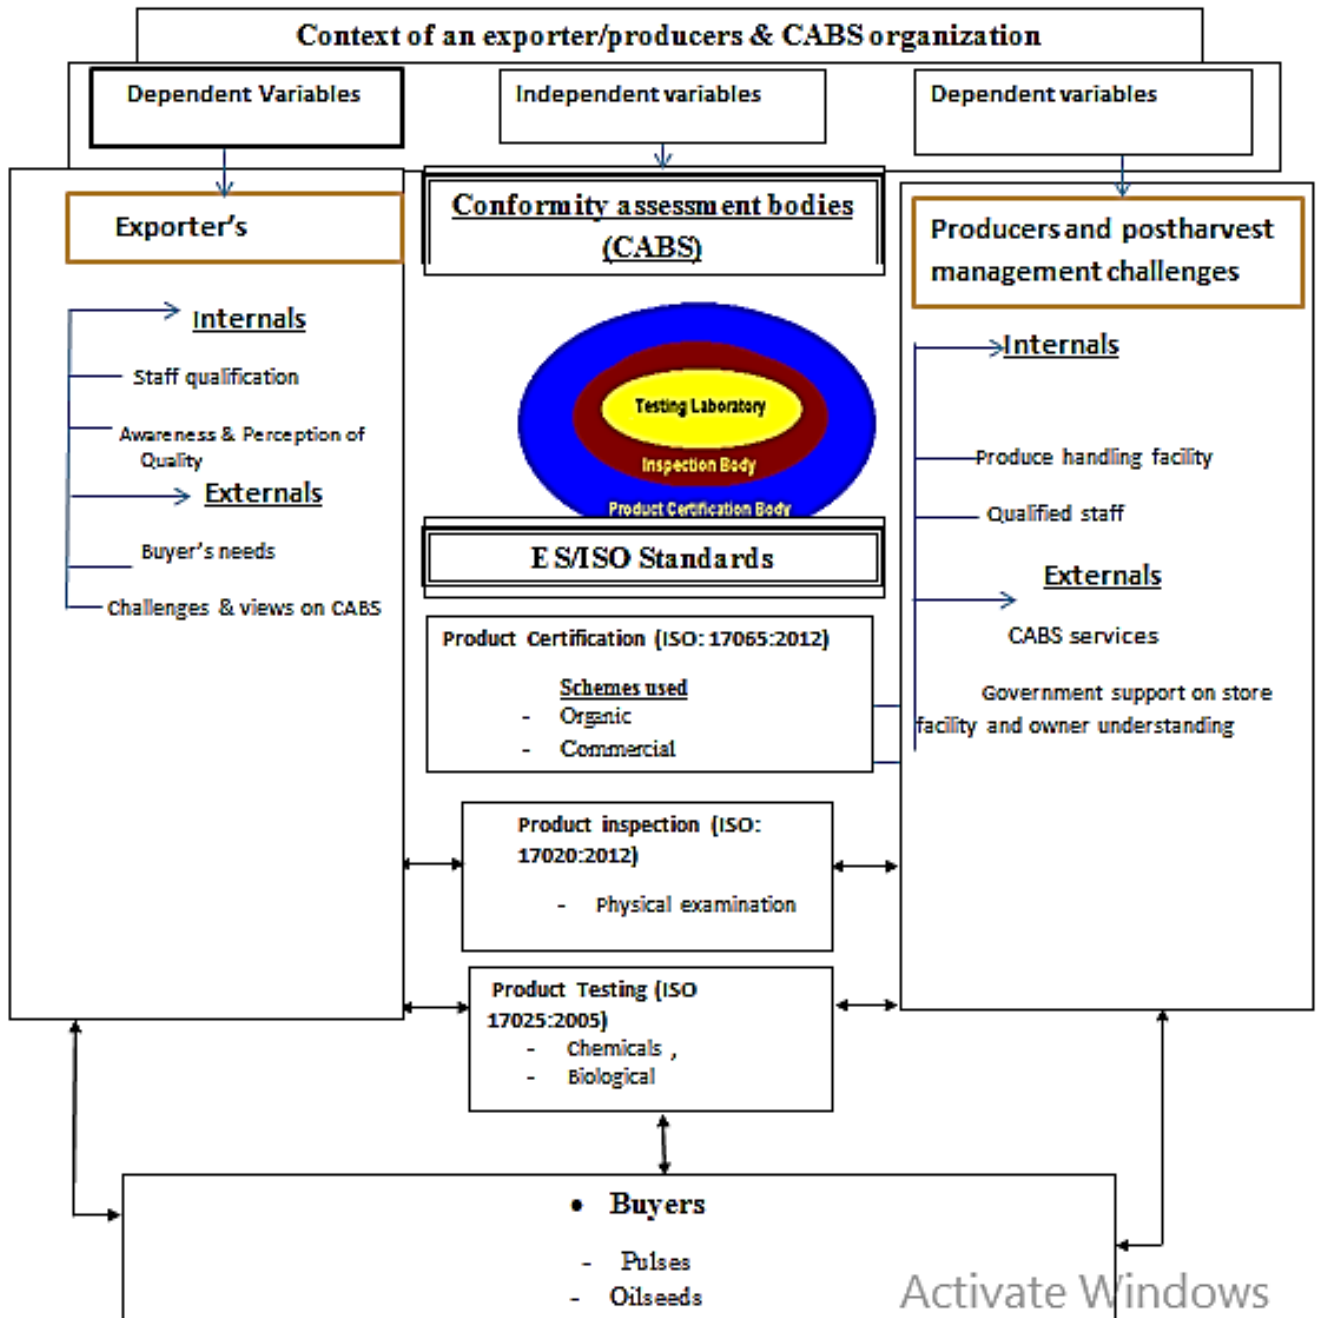 Context of an exporter/producers & CABS organization
Dependent Variables
Independent variables
Dependent variables
Exporter's
Internals
Staff qualification
Awareness & Perception of
Quality
Externals
Buyer's needs
Challenges & views on CABS
Conformity assessment bodies
(CABS)
Testing Laboratory
Inspection Body
Product Certification Body
ES/ISO Standards
Product Certification (ISO: 17065:2012)
Schemes used
- Organic
- Commercial
Product inspection (ISO:
17020:2012)
- Physical examination
Product Testing (ISO
17025:2005)
- Chemicals ,
- Biological
Producers and postharvest
management challenges
Internals
Produce handling facility
Qualified staff
Externals
CABS services
Government support on store
facility and owner understanding
• Buyers
- Pulses
- Oilseeds
Activate Windows